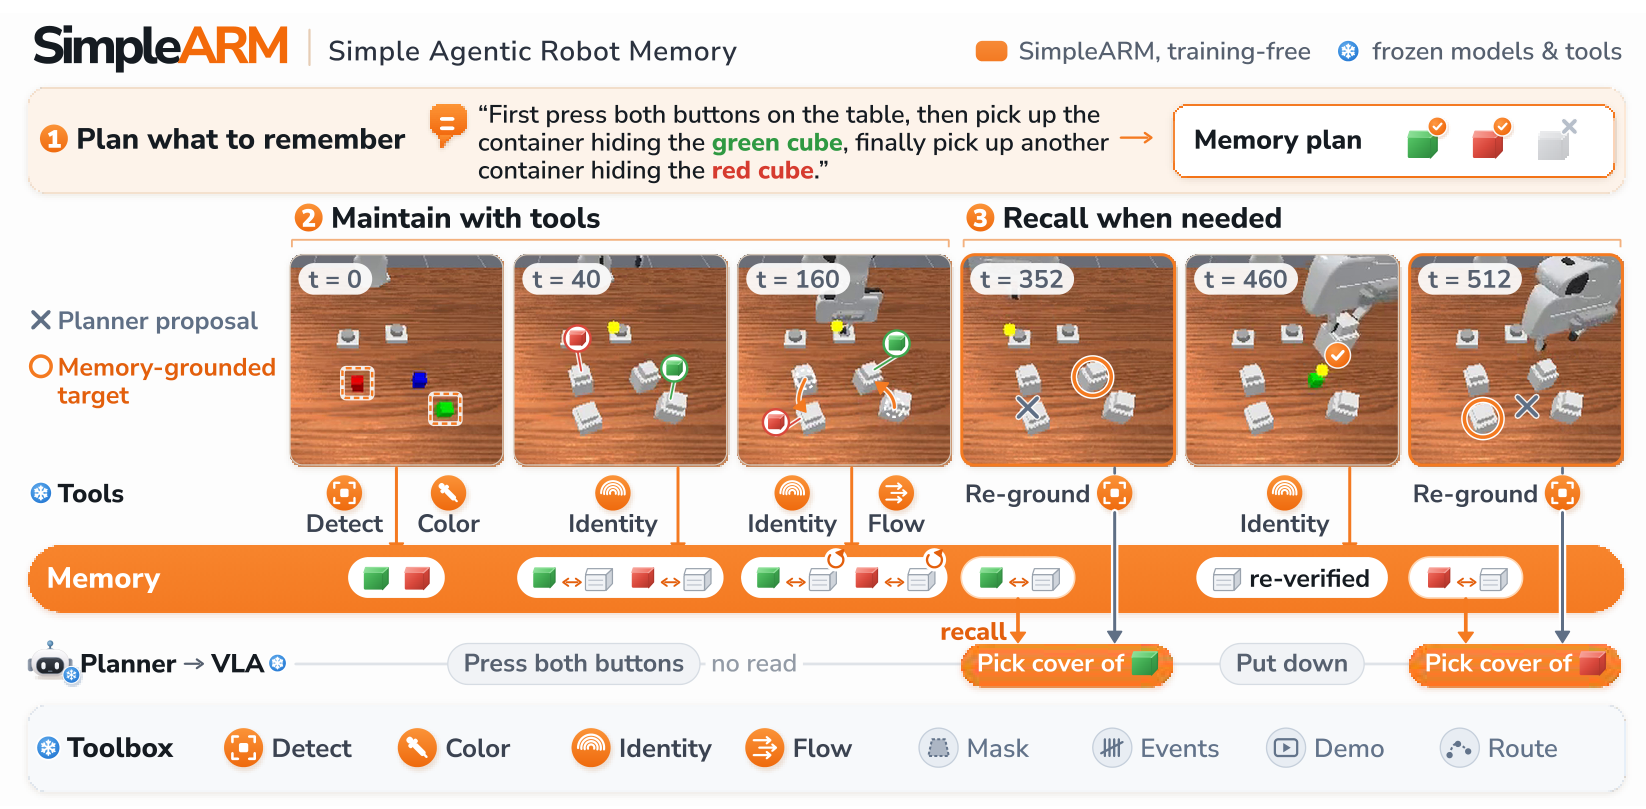 SimpleARM
Simple Agentic Robot Memory
SimpleARM, training-free
frozen models & tools
1 Plan what to remember
“First press both buttons on the table, then pick up the
container hiding the green cube, finally pick up another
container hiding the red cube.”
Memory plan
2 Maintain with tools
3 Recall when needed
t = 0
t = 40
t = 160
t = 352
t = 460
t = 512
Planner proposal
Memory-grounded
target
Tools
Detect
Color
Identity
Identity
Flow
Re-ground
Identity
Re-ground
Memory
re-verified
recall
Planner → VLA
Press both buttons
no read
Pick cover of
Put down
Pick cover of
Toolbox
Detect
Color
Identity
Flow
Mask
Events
Demo
Route